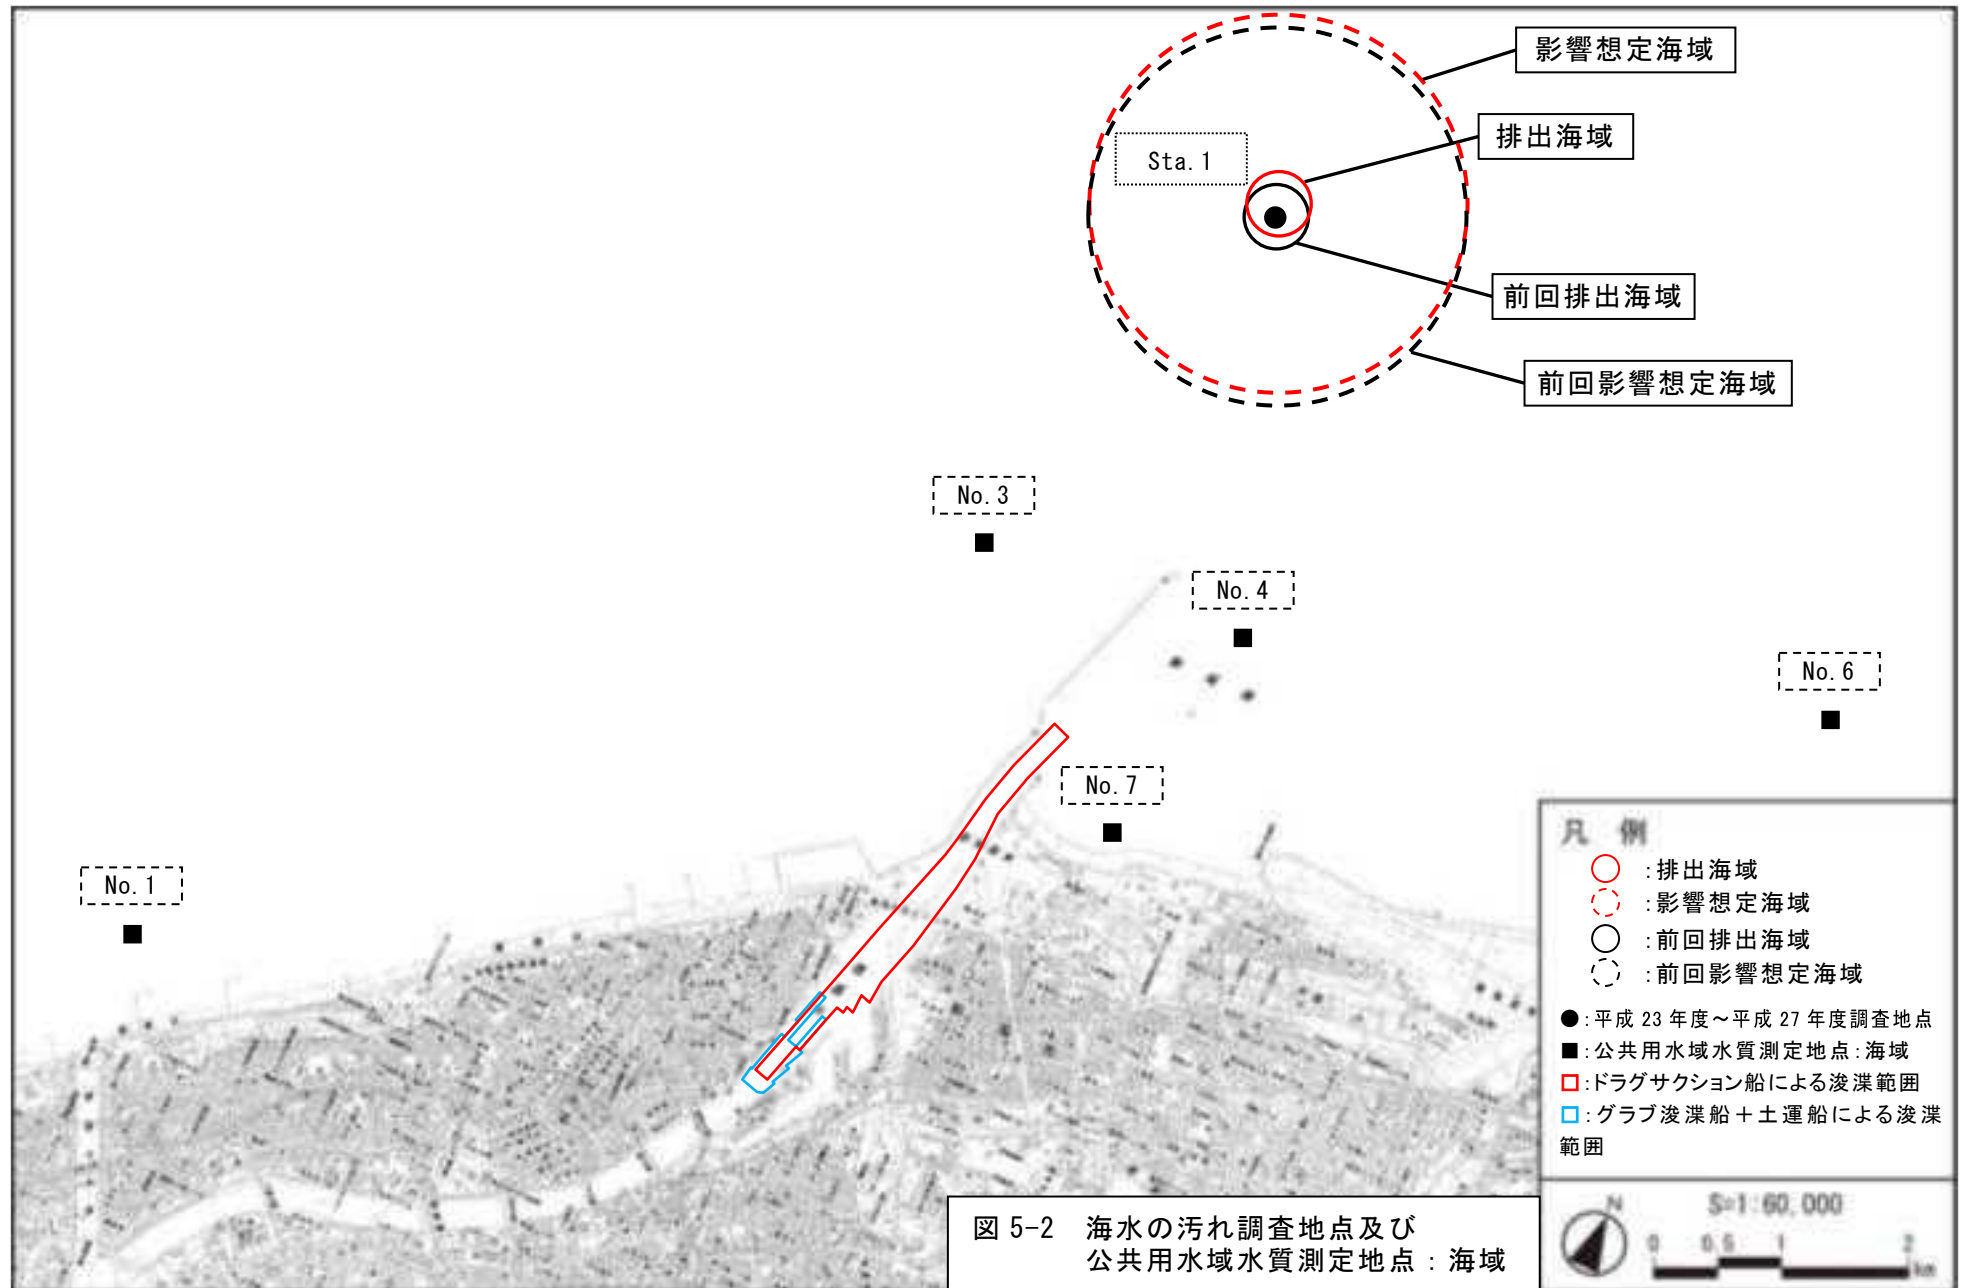 影響想定海域
排出海域
Sta.1
前回排出海域
前回影響想定海域
No.3
No.4
No.6
No.7
No.1
凡 例
:排出海域
:影響想定海域
:前回排出海域
:前回影響想定海域
●:平成 23 年度～平成 27 年度調査地点
■:公共用水域水質測定地点:海域
□:ドラグサクション船による浚渫範囲
□:グラブ浚渫船＋土運船による浚渫
範囲
図 5-2 海水の汚れ調査地点及び
公共用水域水質測定地点：海域
N
S=1:60,000
0 0.5 1 2
km